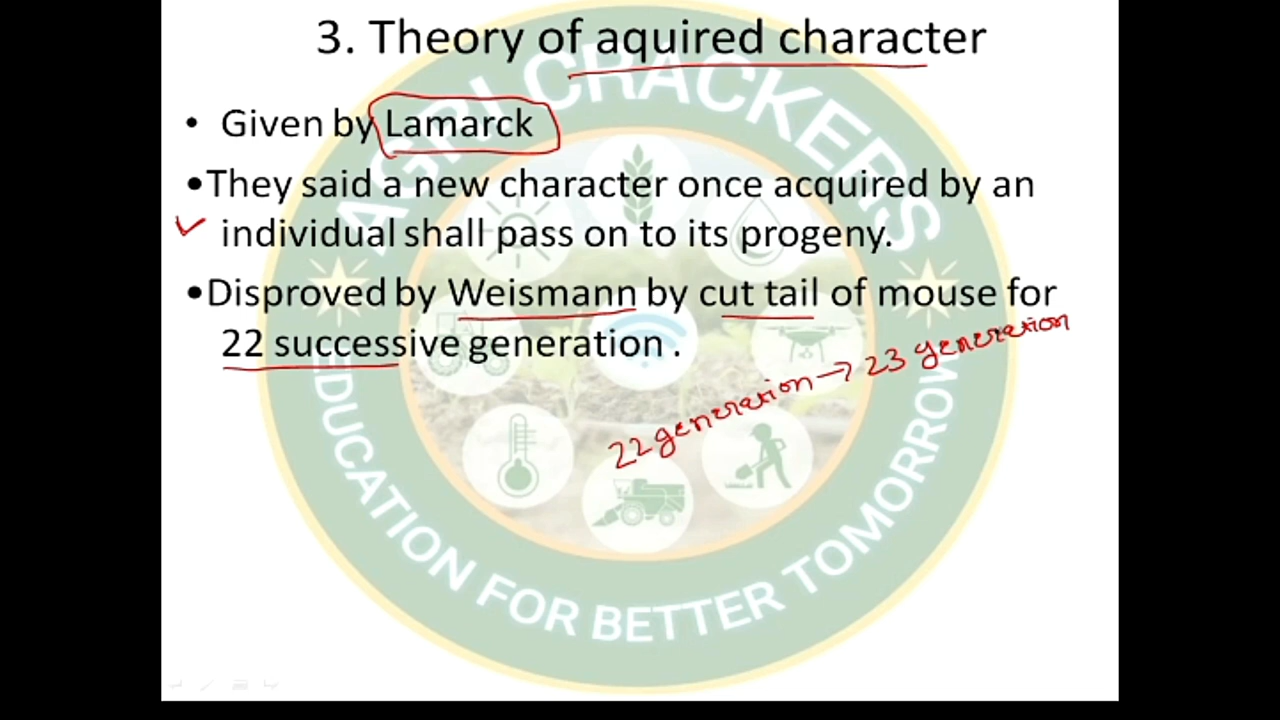 3. Theory of aquired character
• Given by Lamarck
•They said a new character once acquired by an
individual shall pass on to its progeny.
•Disproved by Weismann by cut tail of mouse for
22 successive generation .
22 generation → 23 generation
AGRI CRACKERS
EDUCATION FOR BETTER TOMORROW